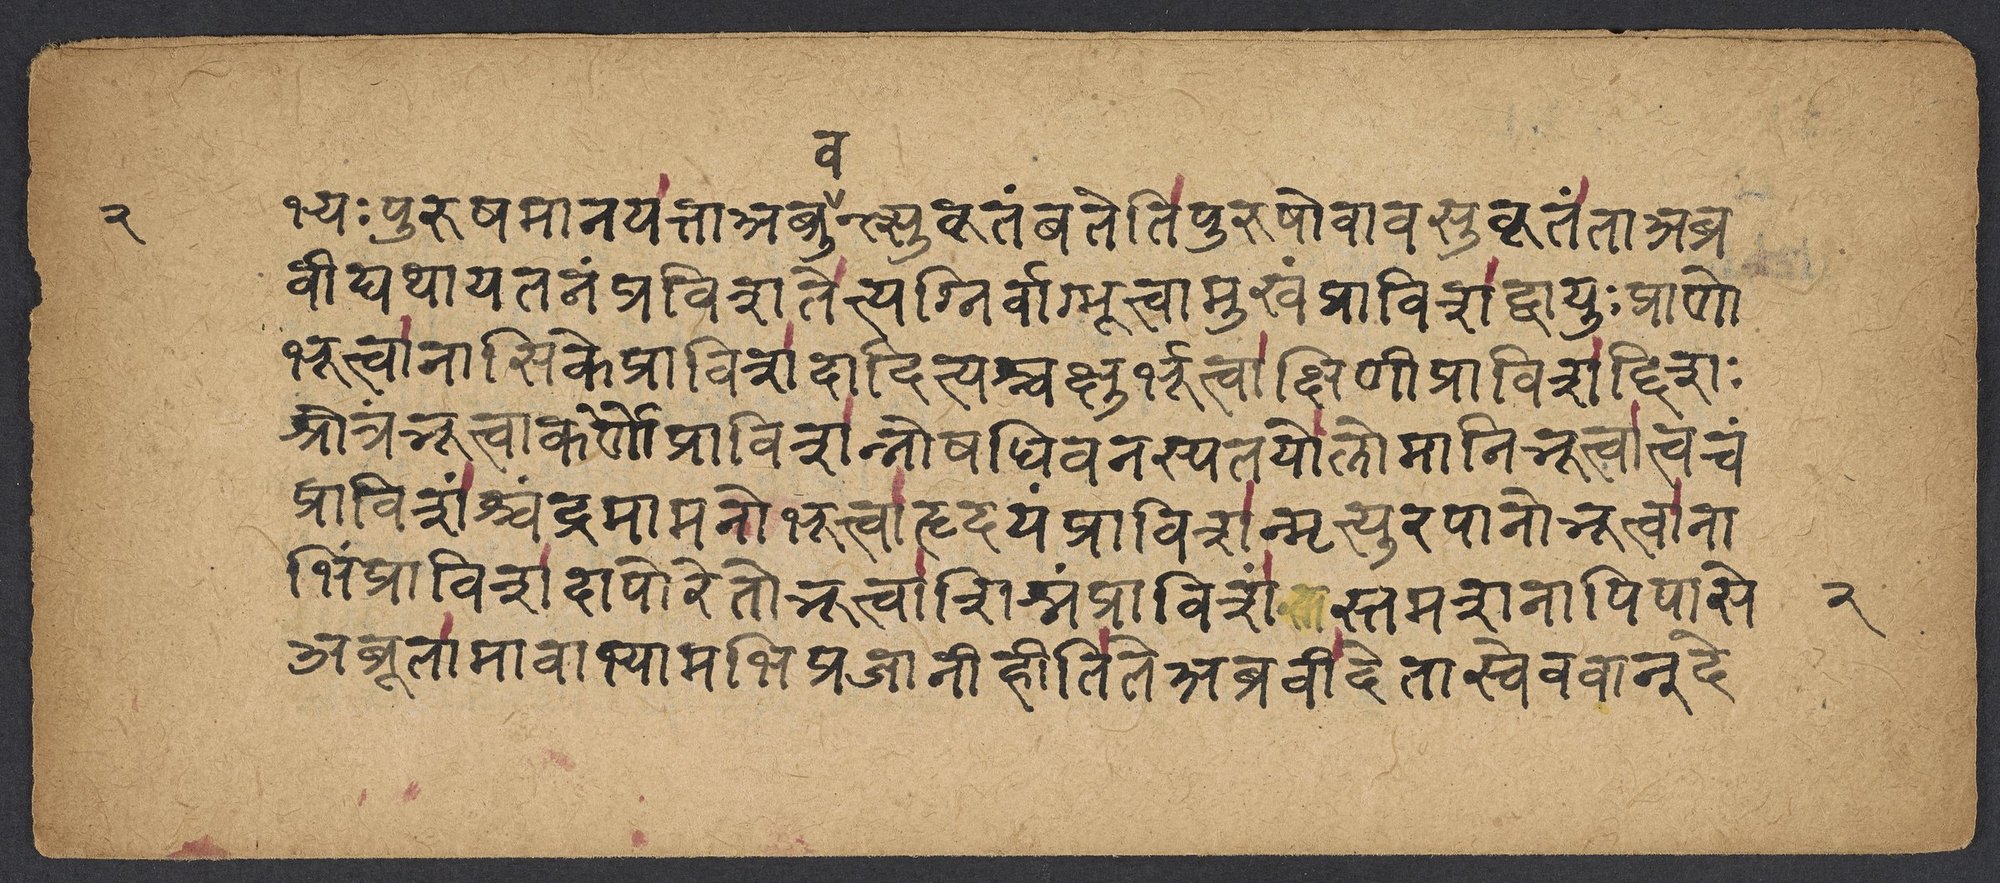 व
२ भ्यः पुरुषमानयत्ता अब्रुन्त्सुकृतं बतेति पुरुषो वाव सुकृतं ता अब्र
वीद्यथायतनं प्रविशतेत्यग्निर्वाग्भूत्वा मुखं प्राविशद्वायुः प्राणो
भूत्वा नासिके प्राविशदादित्यश्चक्षुर्भूत्वाक्षिणी प्राविशद्दिशः
श्रोत्रं भूत्वा कर्णौ प्राविशन्नोषधिवनस्पतयो लोमानि भूत्वा त्वचं
प्राविशंश्चंद्रमा मनो भूत्वा हृदयं प्राविशन्मृत्युरपानो भूत्वा ना
भिं प्राविशदापो रेतो भूत्वा शिश्नं प्राविशंस्तमशनापिपासे २
अब्रूतामावाभ्यामभिप्रजानीहीति ते अब्रवीदेतास्वेव वानूदे